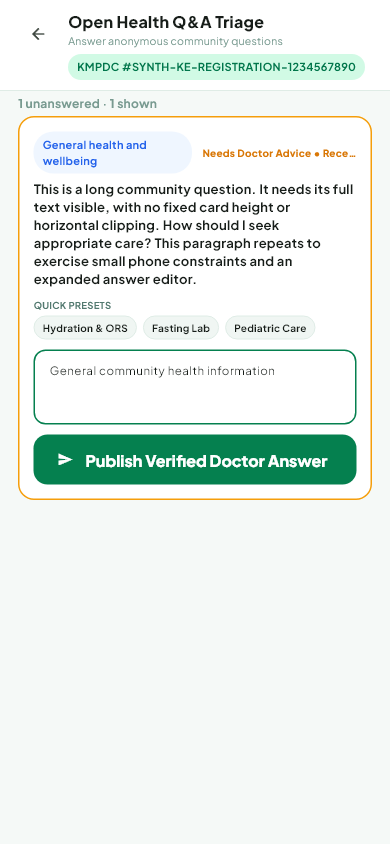 Open Health Q&A Triage
Answer anonymous community questions
KMPDC #SYNTH-KE-REGISTRATION-1234567890
1 unanswered · 1 shown
General health and
wellbeing
Needs Doctor Advice • Rece…
This is a long community question. It needs its full
text visible, with no fixed card height or
horizontal clipping. How should I seek
appropriate care? This paragraph repeats to
exercise small phone constraints and an
expanded answer editor.
QUICK PRESETS
Hydration & ORS
Fasting Lab
Pediatric Care
General community health information
Publish Verified Doctor Answer